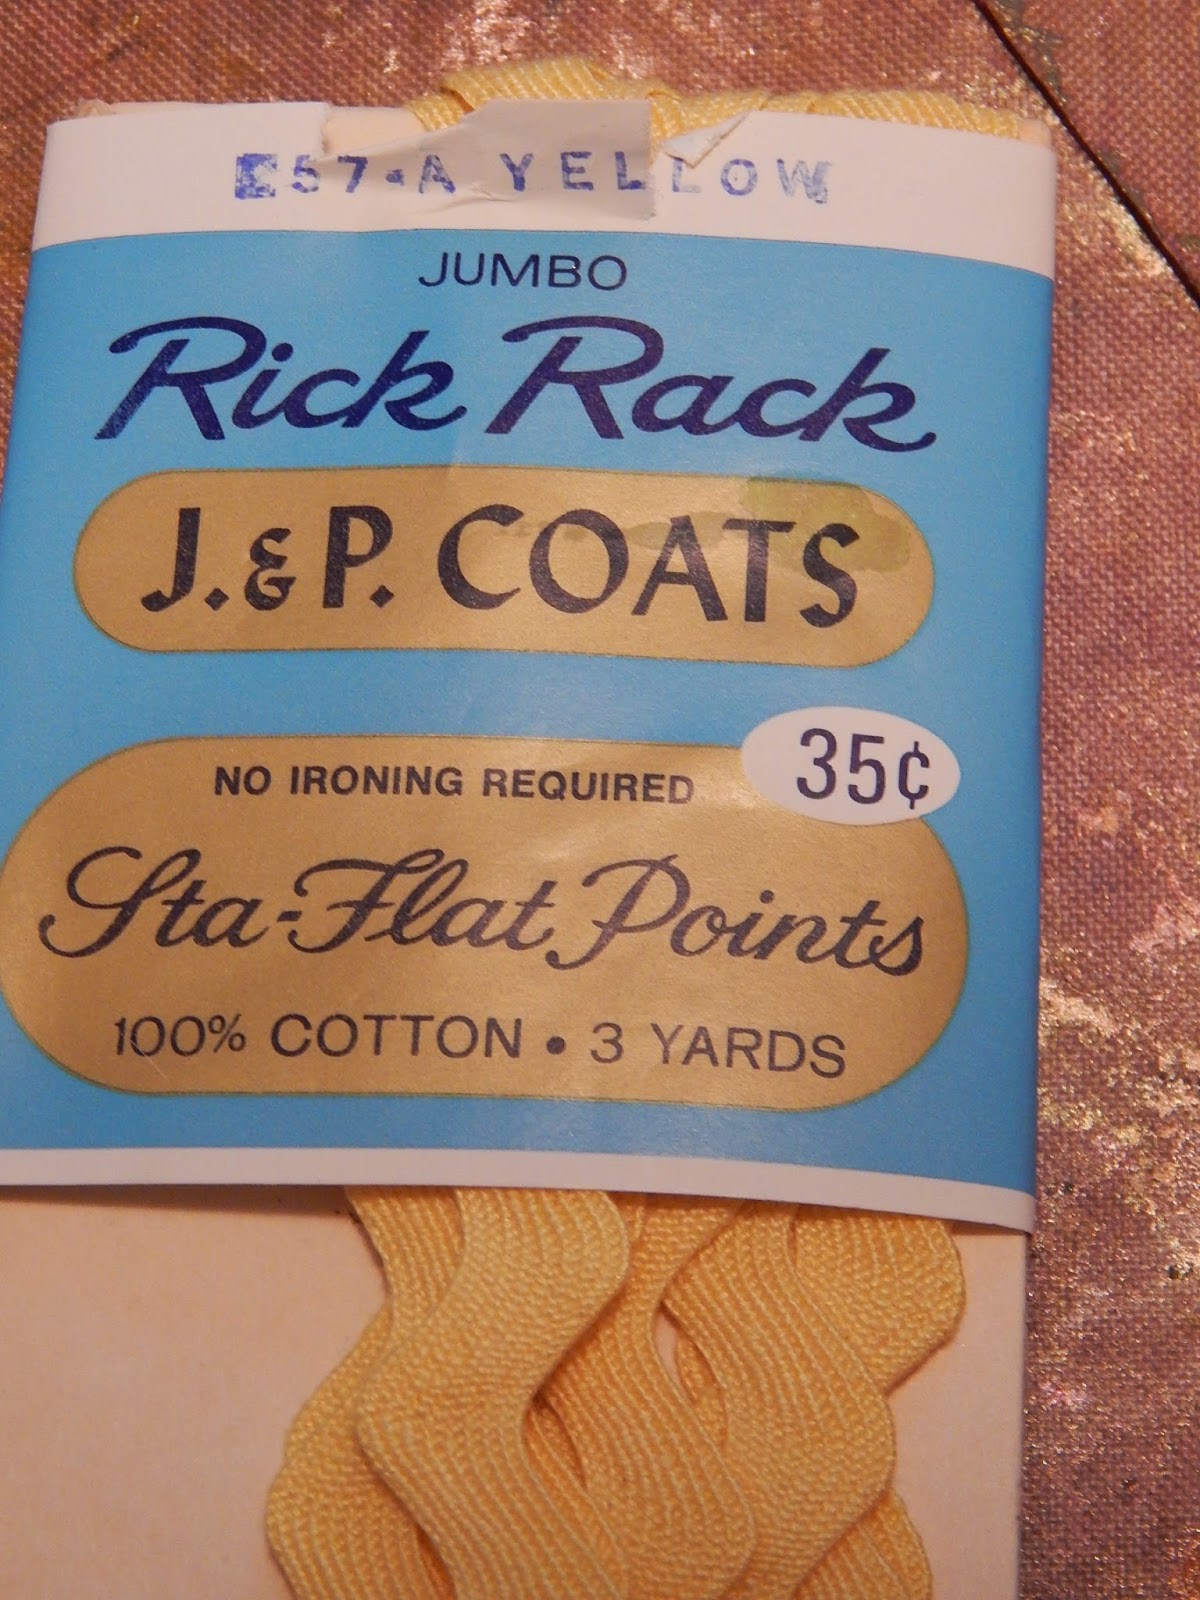 57-A YELLOW
JUMBO
Rick Rack
J. & P. COATS
35¢
NO IRONING REQUIRED
Sta-Flat Points
100% COTTON • 3 YARDS